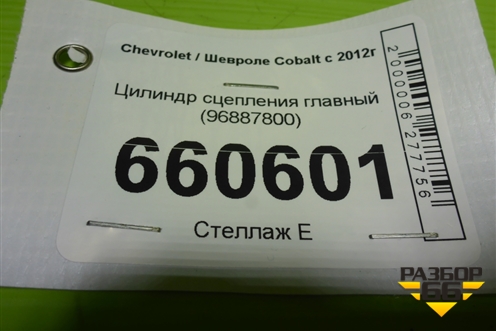 Chevrolet / Шевроле Cobalt с 2012г
Цилиндр сцепления главный
(96887800)
660601
Стеллаж Е
2000006277756
РАЗБОР
66